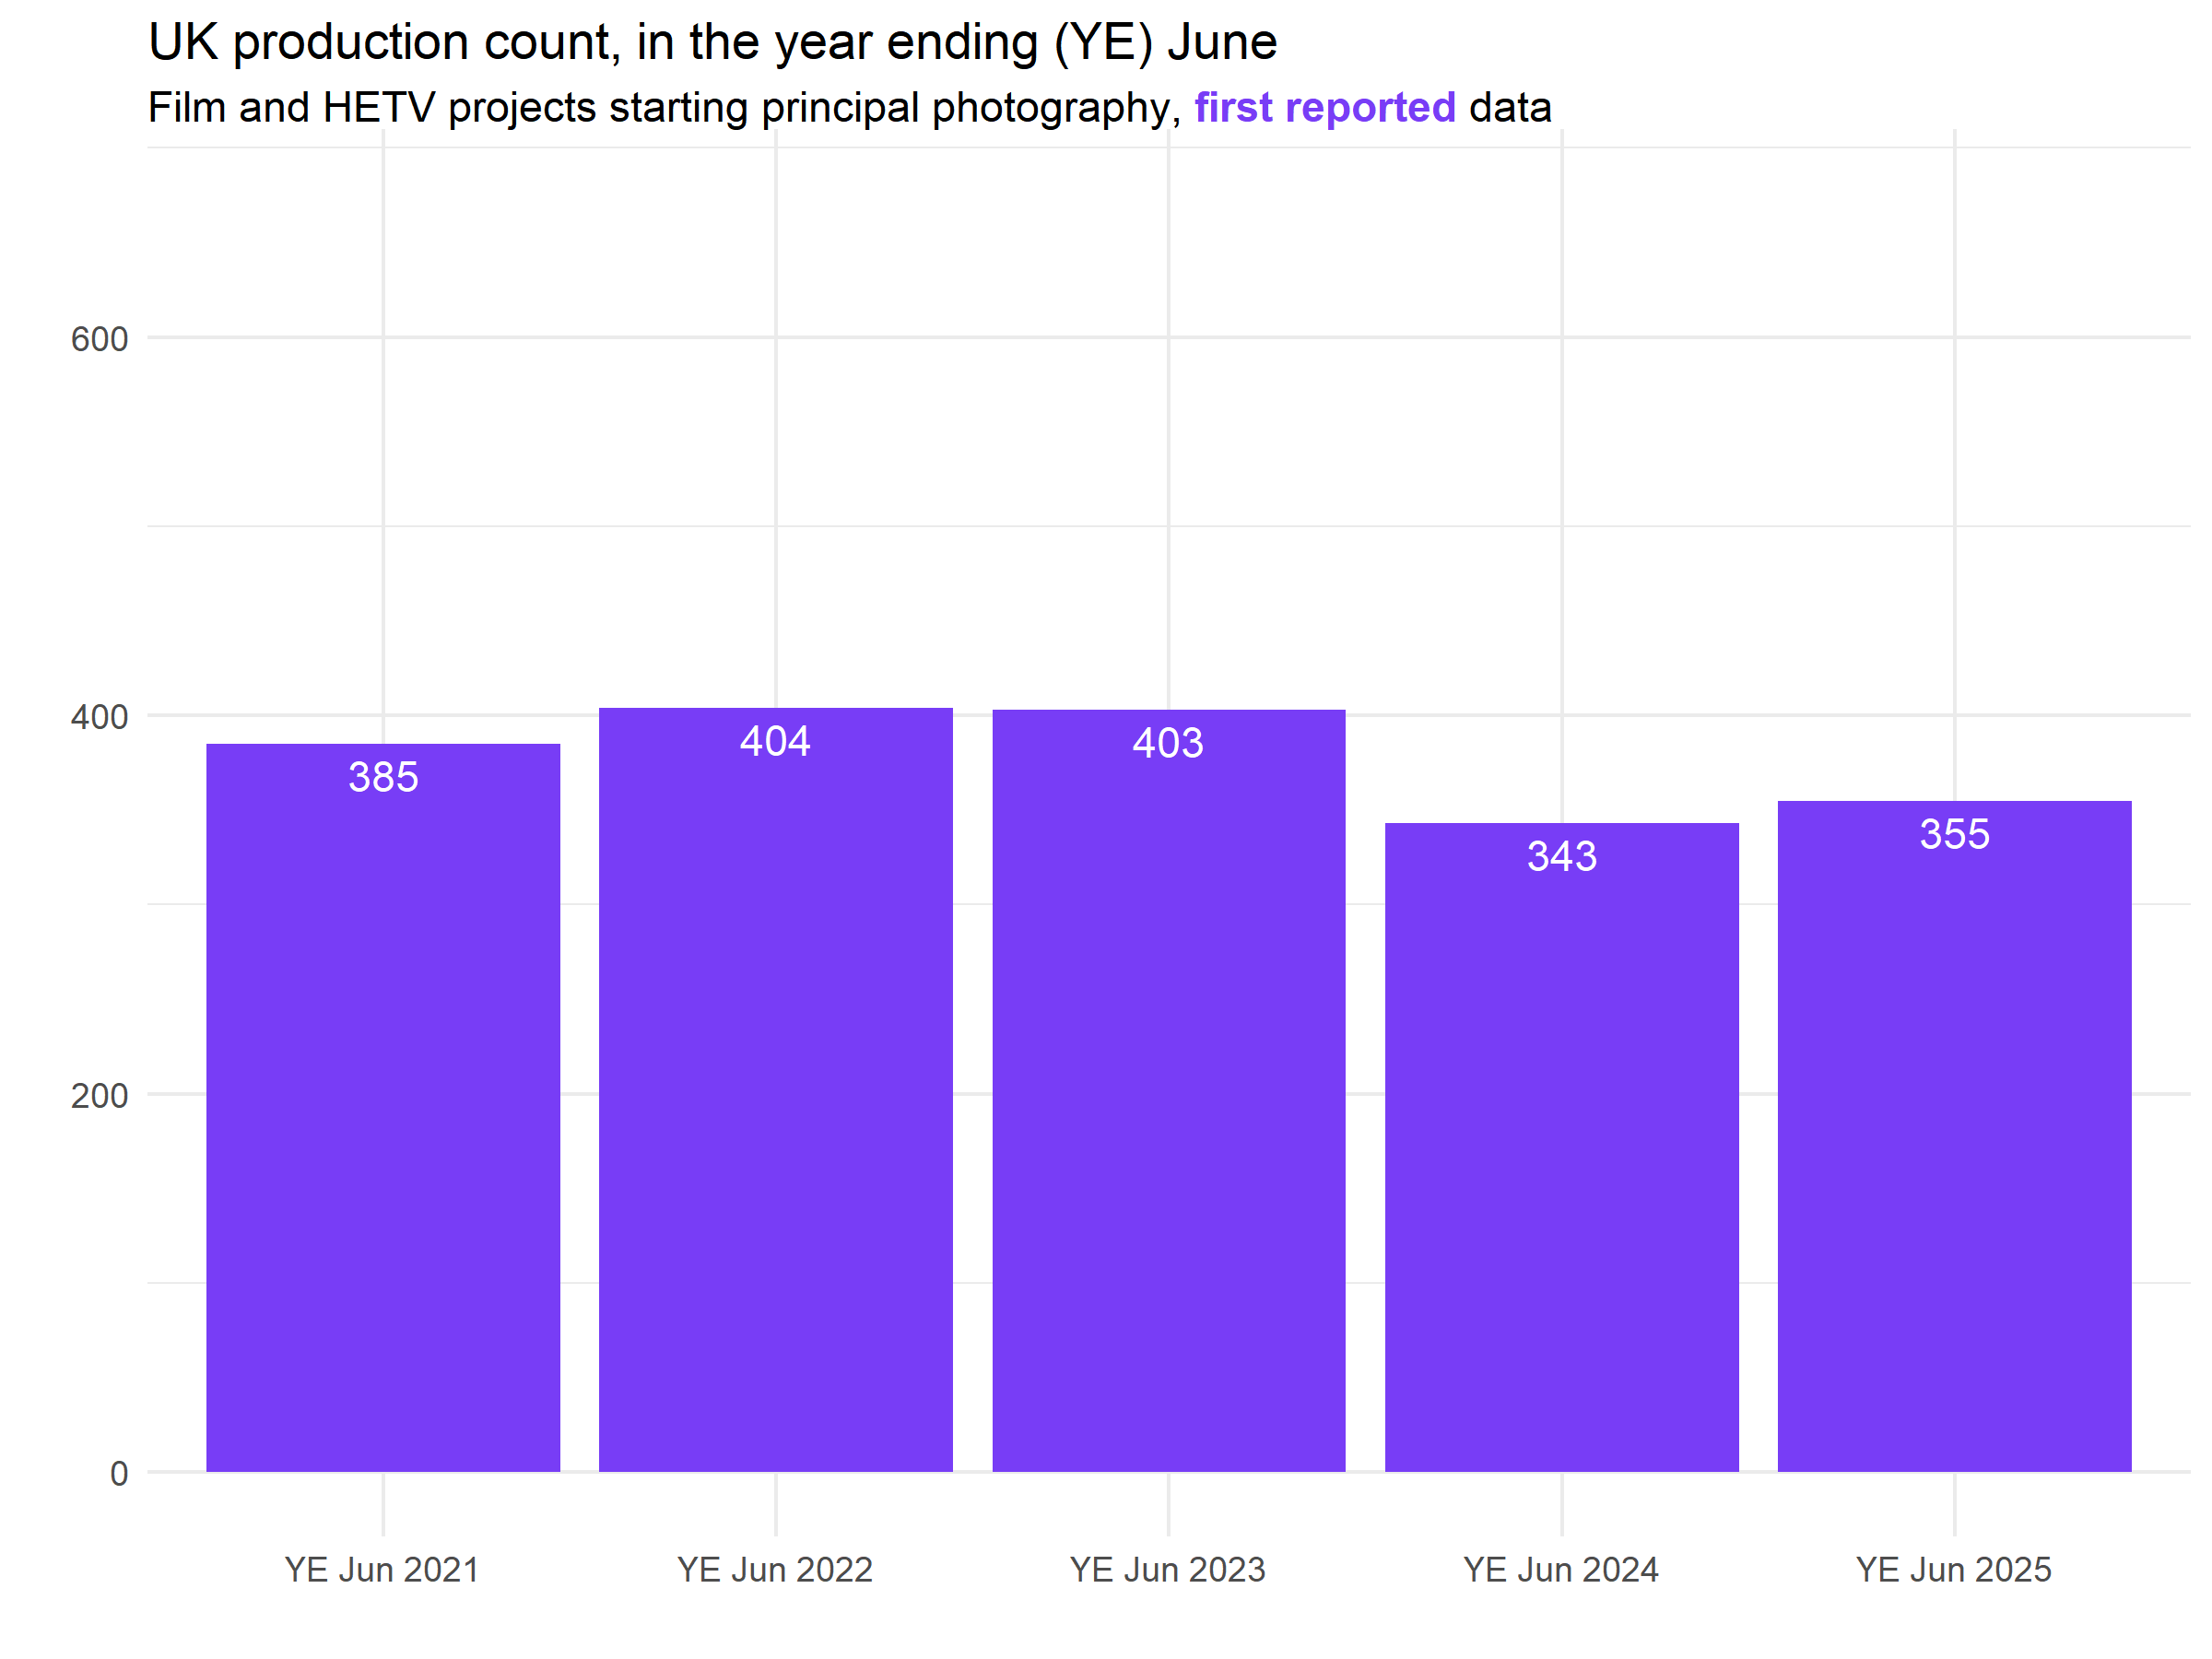 UK production count, in the year ending (YE) June
Film and HETV projects starting principal photography, first reported data
600
400
200
0
385
404
403
343
355
YE Jun 2021
YE Jun 2022
YE Jun 2023
YE Jun 2024
YE Jun 2025